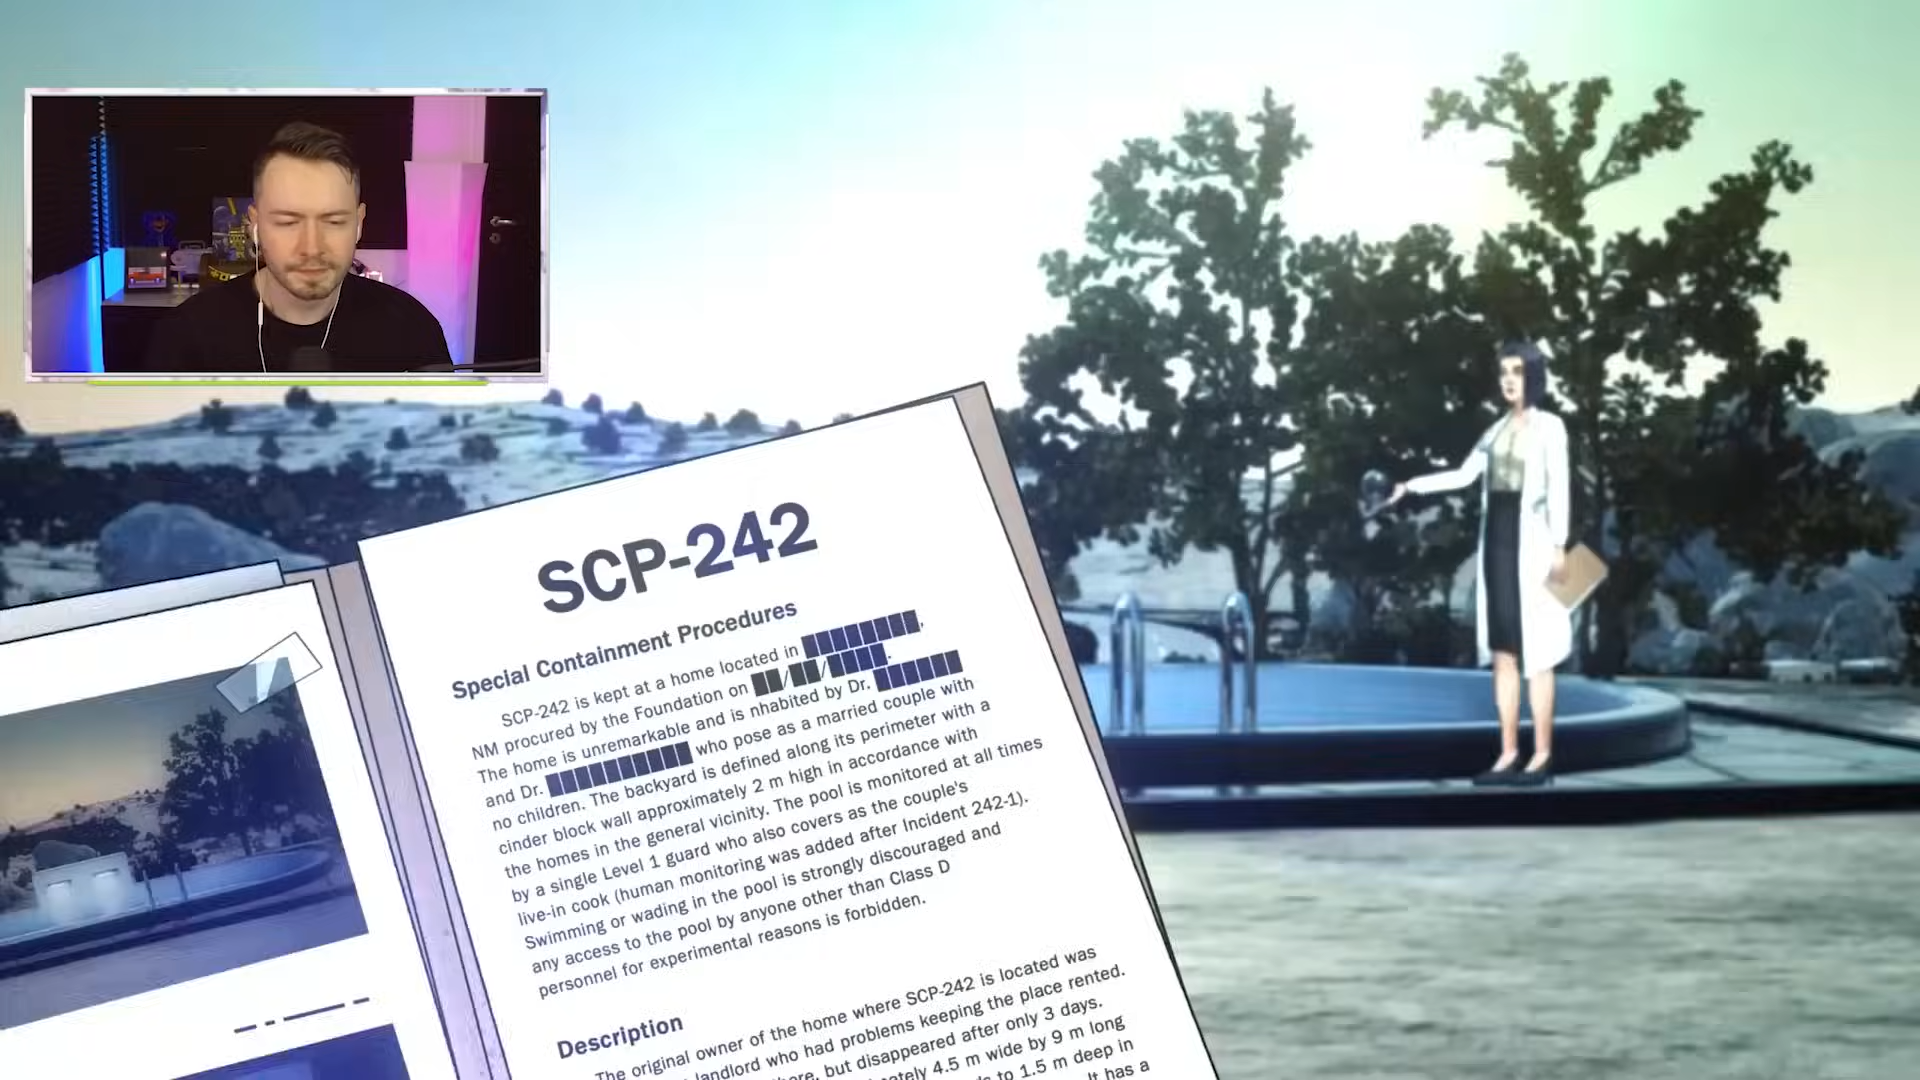 SCP-242
Special Containment Procedures
SCP-242 is kept at a home located in ████████,
NM procured by the Foundation on ██/██/████.
The home is unremarkable and is nhabited by Dr. ██████
and Dr. ██████████ who pose as a married couple with
no children. The backyard is defined along its perimeter with a
cinder block wall approximately 2 m high in accordance with
the homes in the general vicinity. The pool is monitored at all times
by a single Level 1 guard who also covers as the couple's
live-in cook (human monitoring was added after Incident 242-1).
Swimming or wading in the pool is strongly discouraged and
any access to the pool by anyone other than Class D
personnel for experimental reasons is forbidden.
Description
The original owner of the home where SCP-242 is located was
landlord who had problems keeping the place rented.
but disappeared after only 3 days.
4.5 m wide by 9 m long
to 1.5 m deep in
It has a